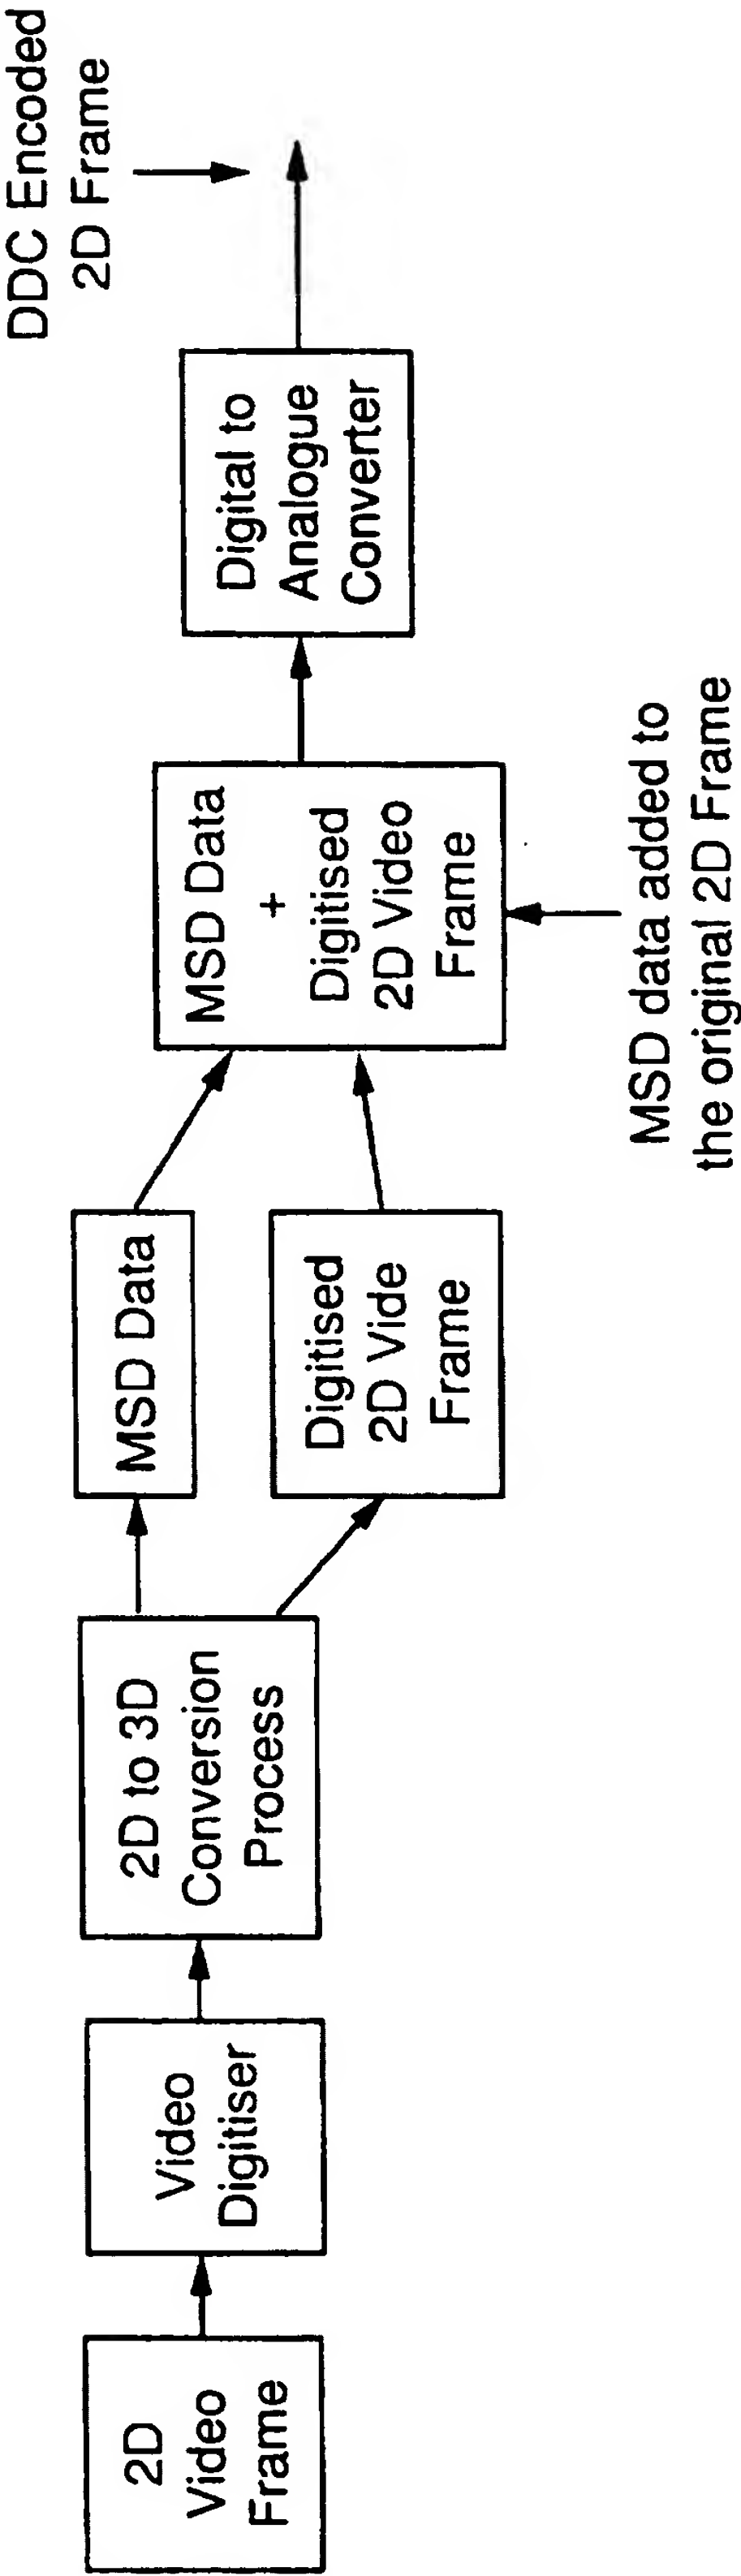 2D
Video
Frame
Video
Digitiser
2D to 3D
Conversion
Process
MSD Data
Digitised
2D Vide
Frame
MSD Data
+
Digitised
2D Video
Frame
MSD data added to
the original 2D Frame
Digital to
Analogue
Converter
DDC Encoded
2D Frame